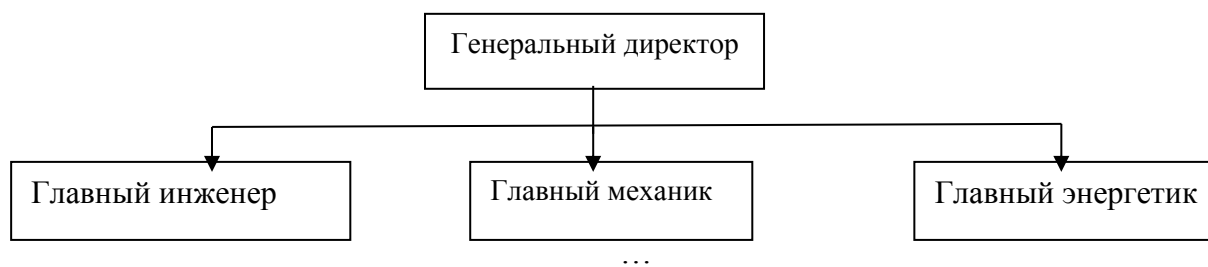 Генеральный директор
Главный инженер
Главный механик
Главный энергетик
…